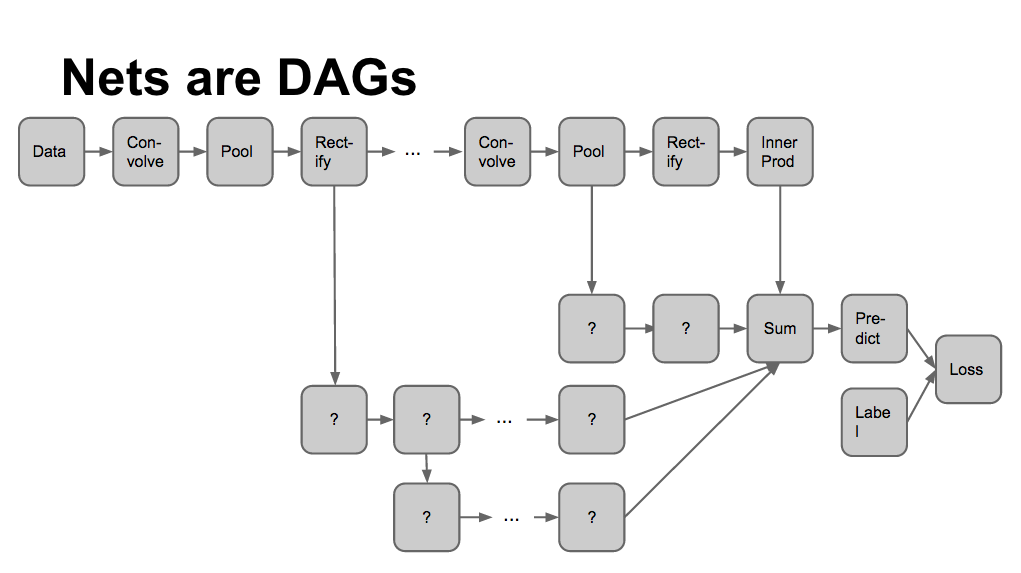 Nets are DAGs
Data
Con-
volve
Pool
Rect-
ify
...
Con-
volve
Pool
Rect-
ify
Inner
Prod
?
?
Sum
Pre-
dict
Loss
?
?
...
?
Labe
l
?
...
?